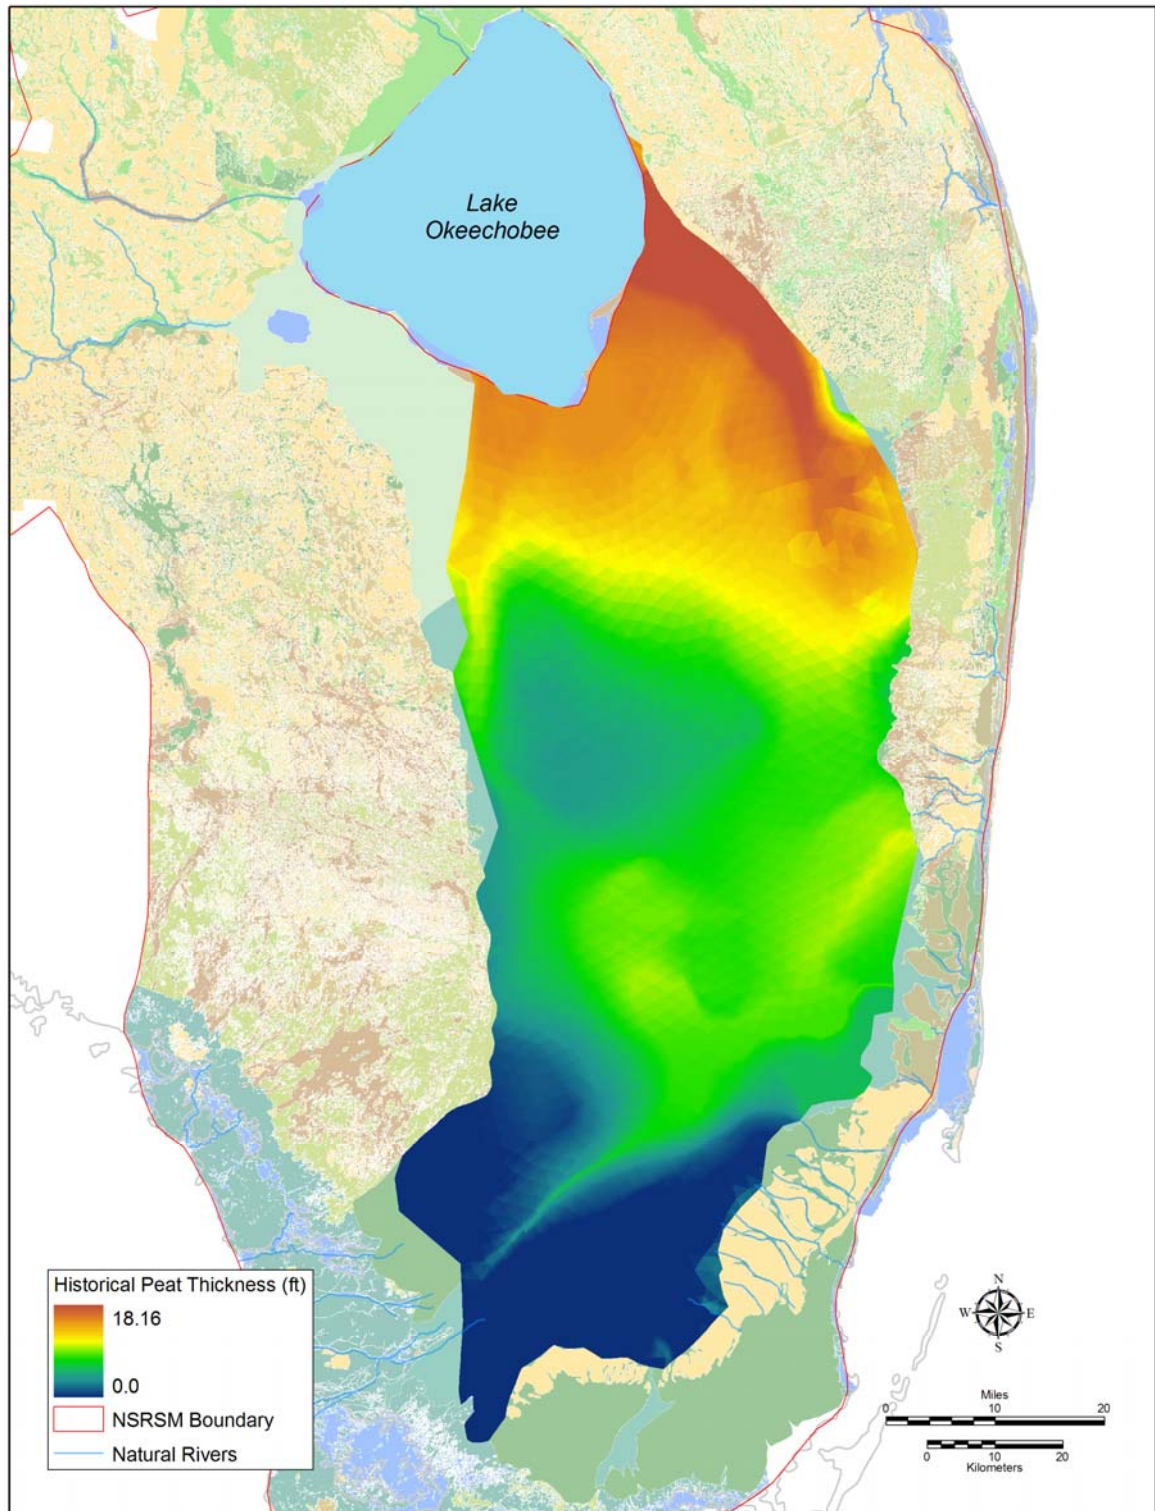 Lake
Okeechobee
Historical Peat Thickness (ft)
18.16
0.0
NSRSM Boundary
Natural Rivers
N
W E
S
Miles
0 10 20
0 10 20
Kilometers